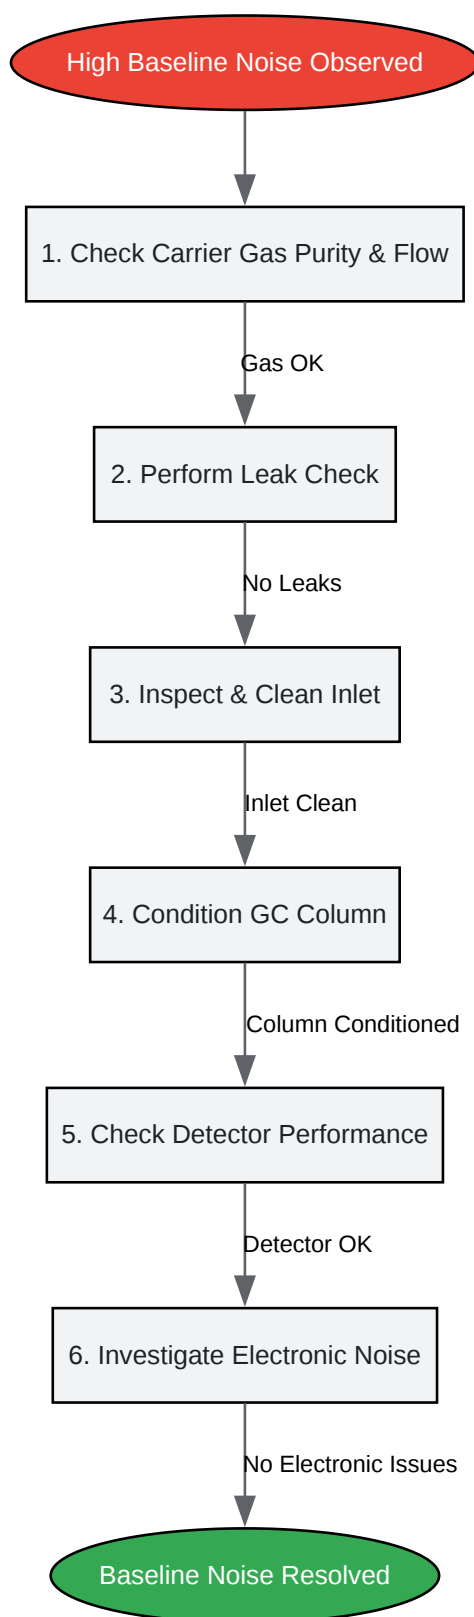 High Baseline Noise Observed
1. Check Carrier Gas Purity & Flow
Gas OK
2. Perform Leak Check
No Leaks
3. Inspect & Clean Inlet
Inlet Clean
4. Condition GC Column
Column Conditioned
5. Check Detector Performance
Detector OK
6. Investigate Electronic Noise
No Electronic Issues
Baseline Noise Resolved